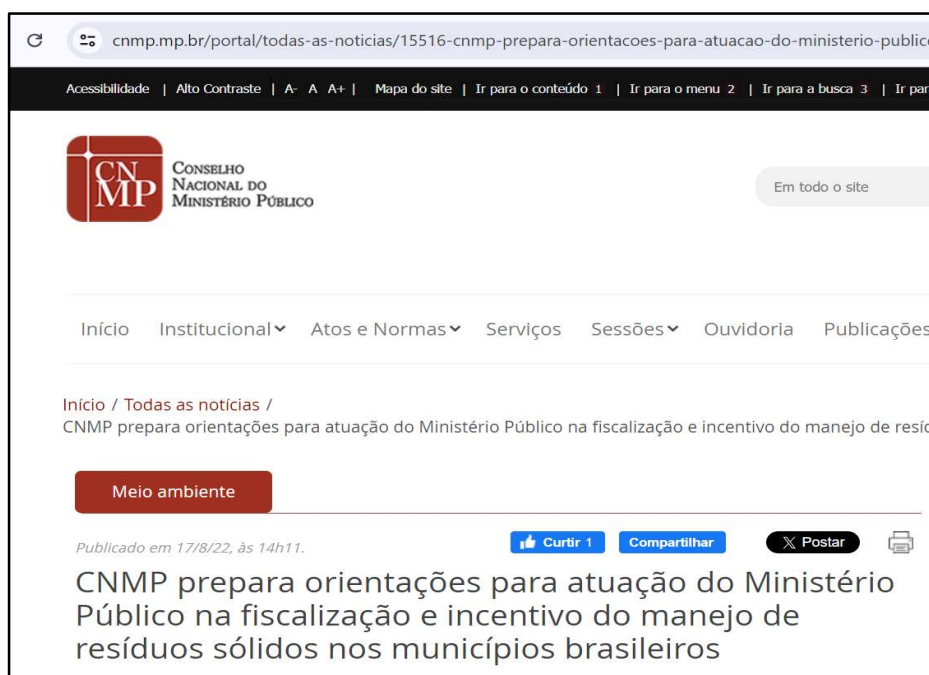 cnmp.mp.br/portal/todas-as-noticias/15516-cnmp-prepara-orientacoes-para-atuacao-do-ministerio-public
Acessibilidade | Alto Contraste | A- A A+ | Mapa do site | Ir para o conteúdo 1 | Ir para o menu 2 | Ir para a busca 3 | Ir par
CN
MP
CONSELHO
NACIONAL DO
MINISTÉRIO PÚBLICO
Em todo o site
Início Institucional Atos e Normas Serviços Sessões Ouvidoria Publicações
Início / Todas as notícias /
CNMP prepara orientações para atuação do Ministério Público na fiscalização e incentivo do manejo de resíd
Meio ambiente
Publicado em 17/8/22, às 14h11.
Curtir 1 Compartilhar X Postar
CNMP prepara orientações para atuação do Ministério
Público na fiscalização e incentivo do manejo de
resíduos sólidos nos municípios brasileiros